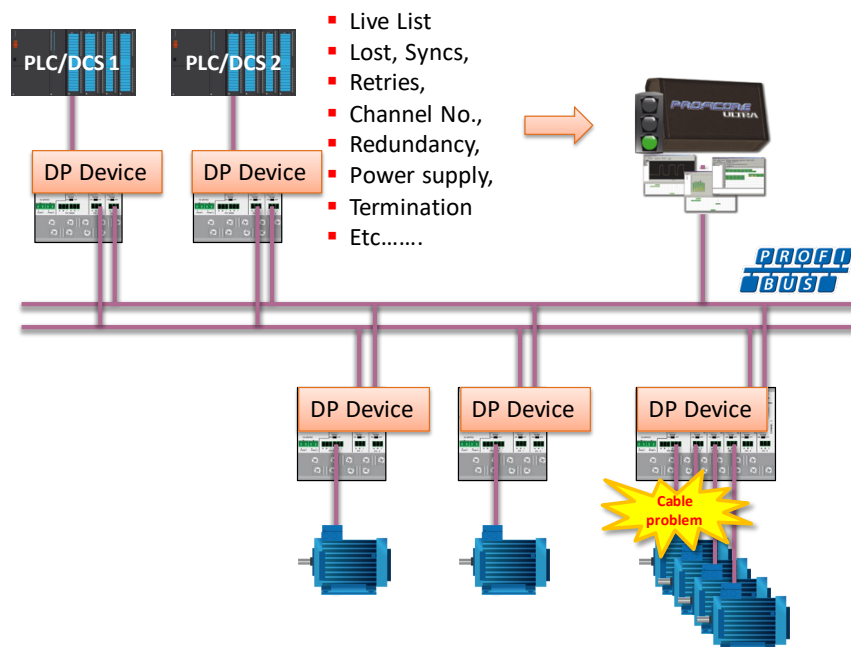 PLC/DCS 1
PLC/DCS 2
Live List
Lost, Syncs,
Retries,
Channel No.,
Redundancy,
Power supply,
Termination
Etc…….
PROFICORE
ULTRA
DP Device
DP Device
PROFI
BUS
DP Device
DP Device
DP Device
Cable
problem